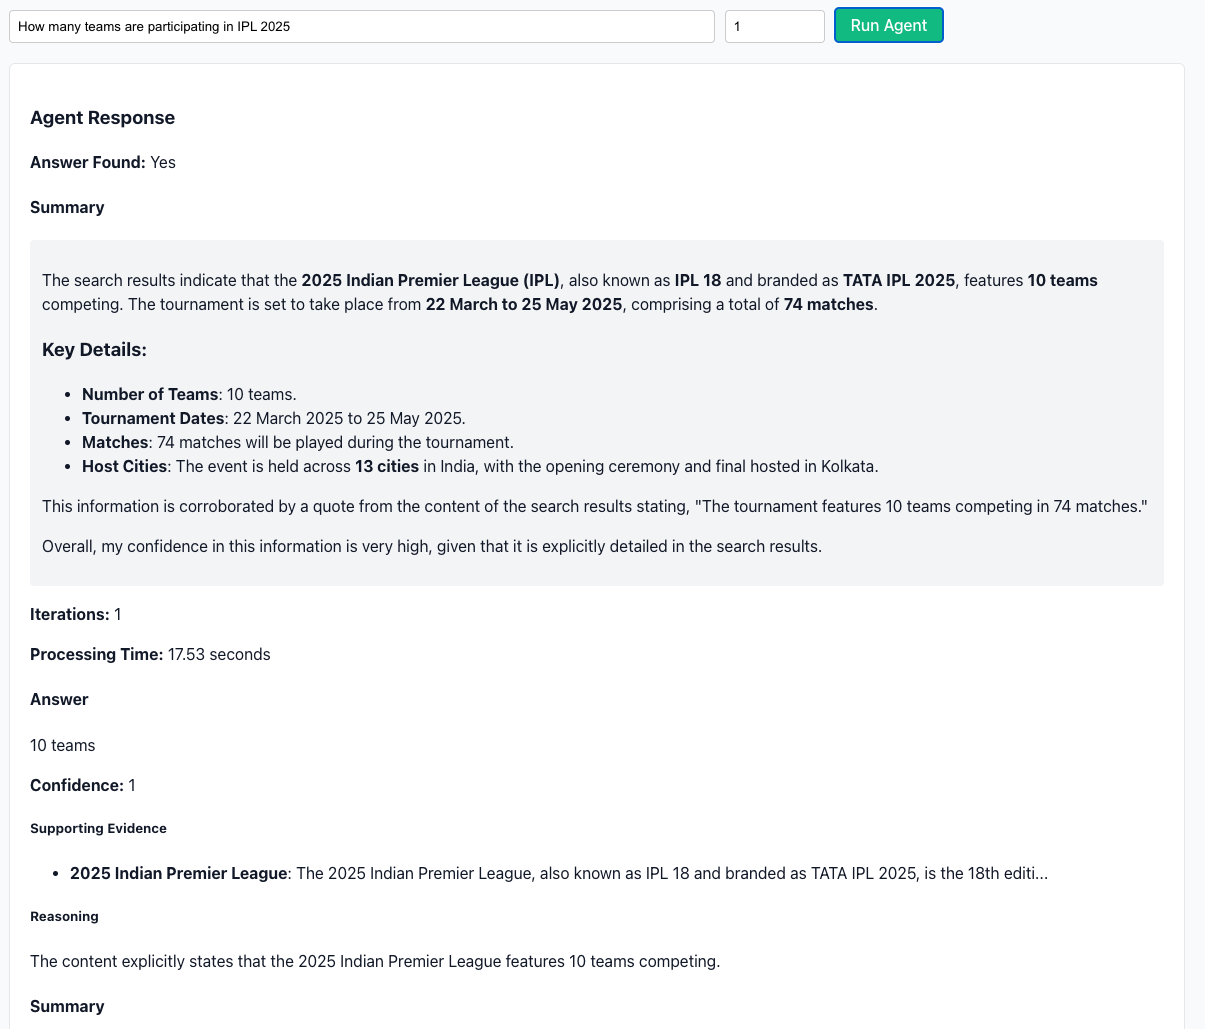 How many teams are participating in IPL 2025
1
Run Agent
Agent Response
Answer Found: Yes
Summary
The search results indicate that the 2025 Indian Premier League (IPL), also known as IPL 18 and branded as TATA IPL 2025, features 10 teams
competing. The tournament is set to take place from 22 March to 25 May 2025, comprising a total of 74 matches.
Key Details:
• Number of Teams: 10 teams.
• Tournament Dates: 22 March 2025 to 25 May 2025.
• Matches: 74 matches will be played during the tournament.
• Host Cities: The event is held across 13 cities in India, with the opening ceremony and final hosted in Kolkata.
This information is corroborated by a quote from the content of the search results stating, "The tournament features 10 teams competing in 74 matches."
Overall, my confidence in this information is very high, given that it is explicitly detailed in the search results.
Iterations: 1
Processing Time: 17.53 seconds
Answer
10 teams
Confidence: 1
Supporting Evidence
• 2025 Indian Premier League: The 2025 Indian Premier League, also known as IPL 18 and branded as TATA IPL 2025, is the 18th editi...
Reasoning
The content explicitly states that the 2025 Indian Premier League features 10 teams competing.
Summary